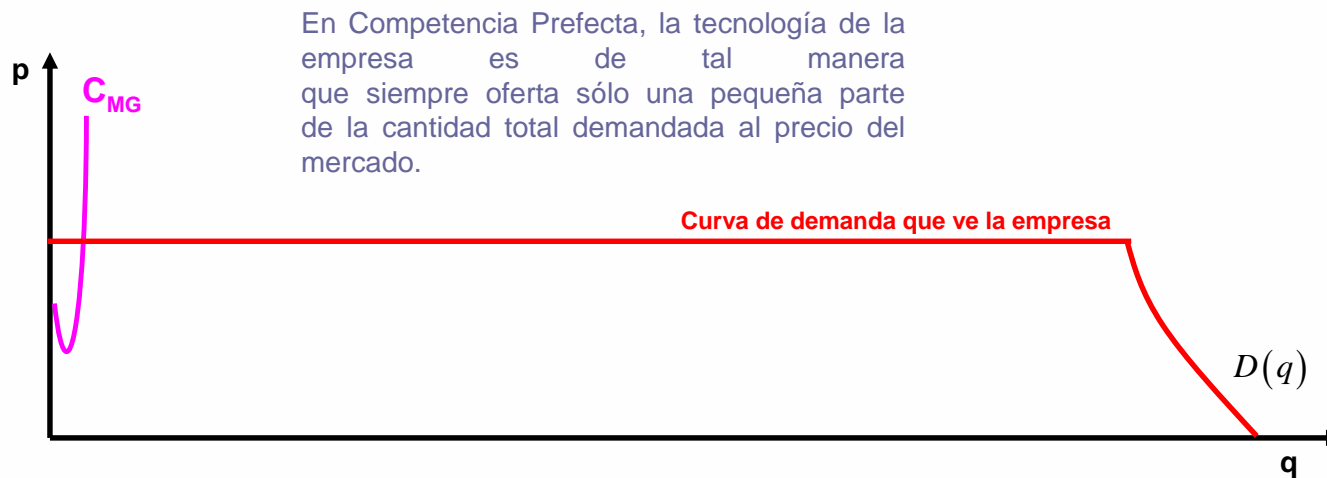 En Competencia Prefecta, la tecnología de la
empresa es de tal manera
que siempre oferta sólo una pequeña parte
de la cantidad total demandada al precio del
mercado.
p
CMG
Curva de demanda que ve la empresa
D(q)
q